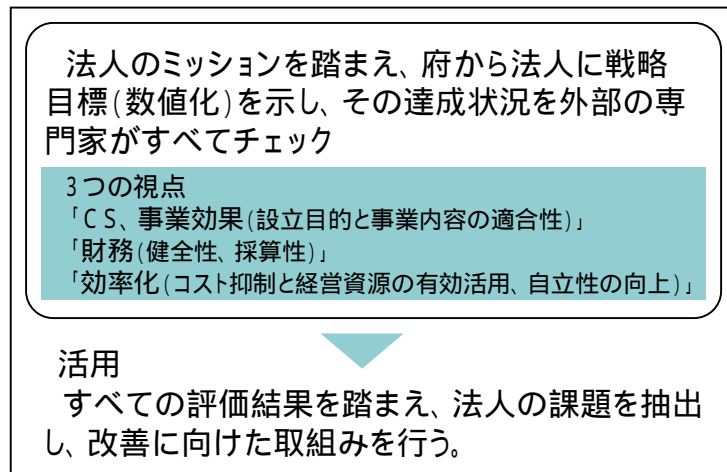 法人のミッションを踏まえ、府から法人に戦略
目標(数値化)を示し、その達成状況を外部の専
門家がすべてチェック
3つの視点
「CS、事業効果(設立目的と事業内容の適合性)」
「財務(健全性、採算性)」
「効率化(コスト抑制と経営資源の有効活用、自立性の向上)」
活用
すべての評価結果を踏まえ、法人の課題を抽出
し、改善に向けた取組みを行う。